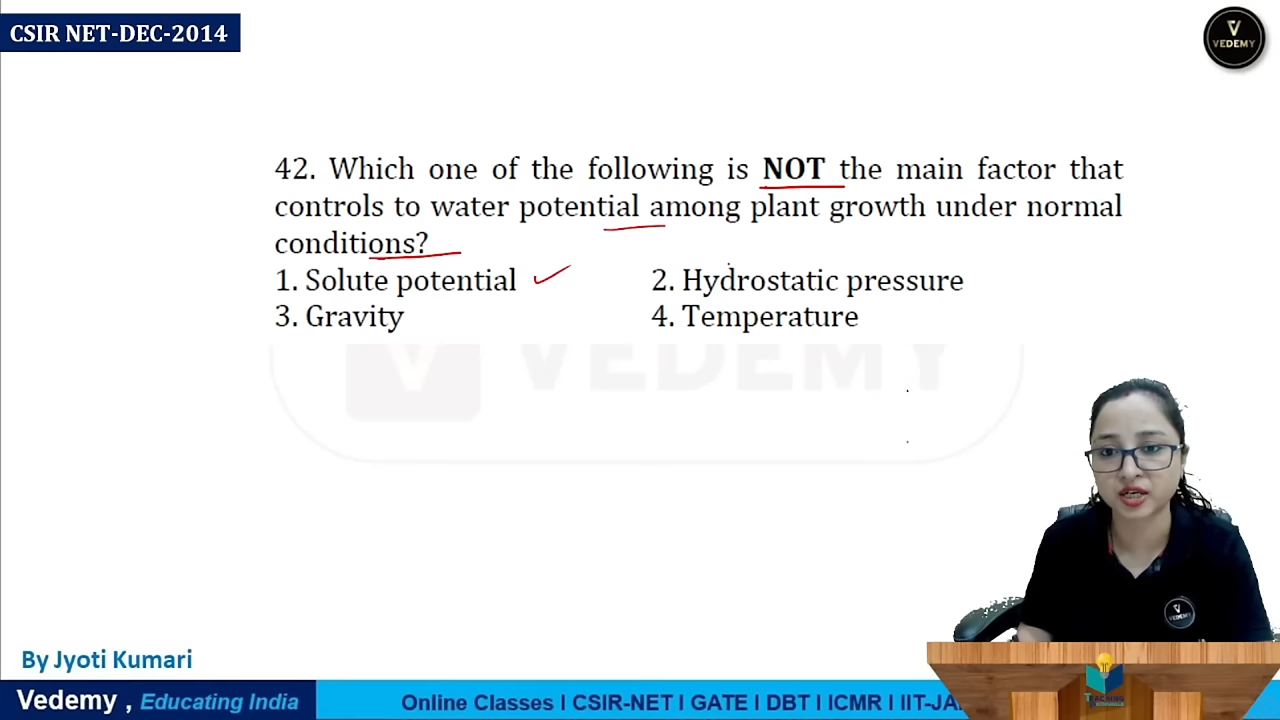 CSIR NET-DEC-2014
VEDEMY
42. Which one of the following is NOT the main factor that
controls to water potential among plant growth under normal
conditions?
1. Solute potential
2. Hydrostatic pressure
3. Gravity
4. Temperature
VEDEMY
By Jyoti Kumari
Vedemy , Educating India
Online Classes I CSIR-NET I GATE I DBT I ICMR I IIT-JA